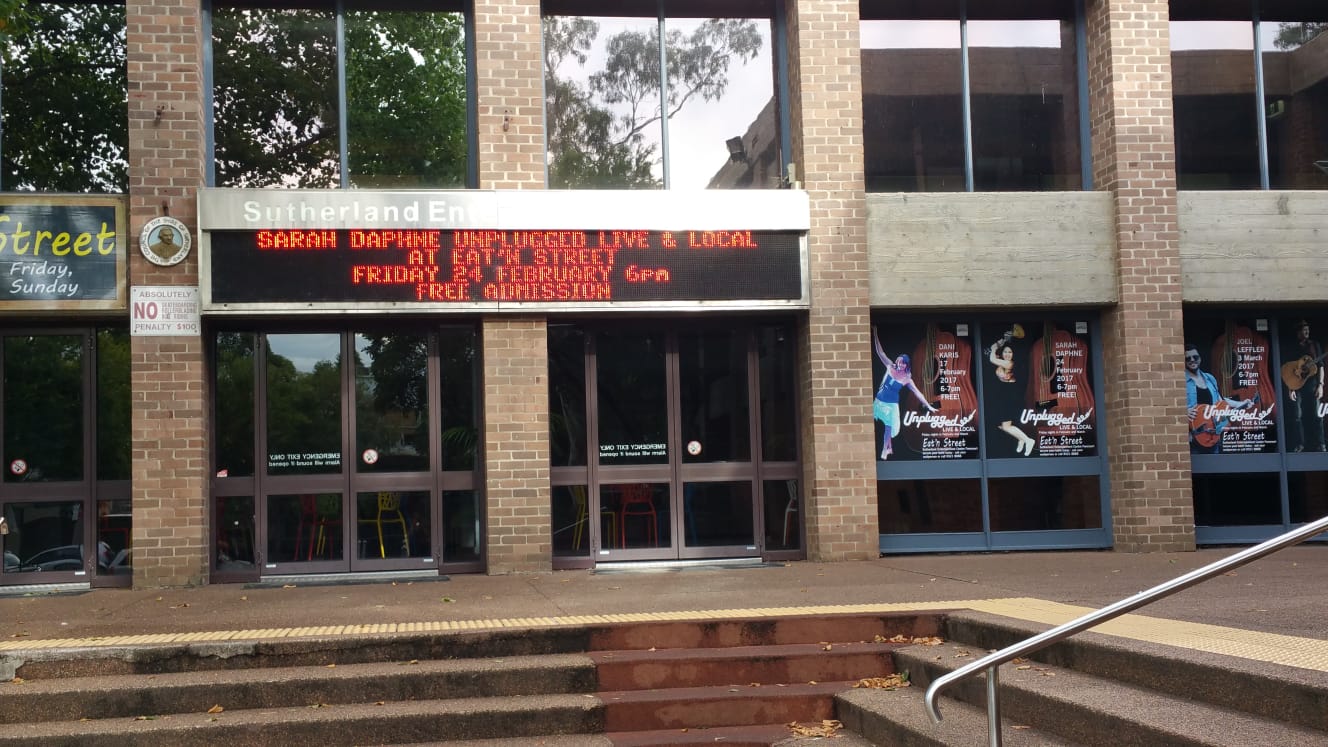 Street
Friday,
Sunday
ABSOLUTELY
NO
SKATEBOARDING
ROLLERBLADING
PENALTY $100
Sutherland Ent
SARAH DAPHNE UNPLUGGED LIVE & LOCAL
AT EAT'N STREET
FRIDAY 24 FEBRUARY 6pm
FREE ADMISSION
EMERGENCY EXIT ONLY
Alarm will sound if opened
EMERGENCY EXIT ONLY
Alarm will sound if opened
DANI
KARIS
17
February
2017
6-7pm
FREE!
Unplugged
LIVE & LOCAL
Eat'n Street
SARAH
DAPHNE
24
February
2017
6-7pm
FREE!
Unplugged
LIVE & LOCAL
Eat'n Street
JOEL
LEFFLER
3 March
2017
6-7pm
FREE!
Unplugged
LIVE & LOCAL
Eat'n Street